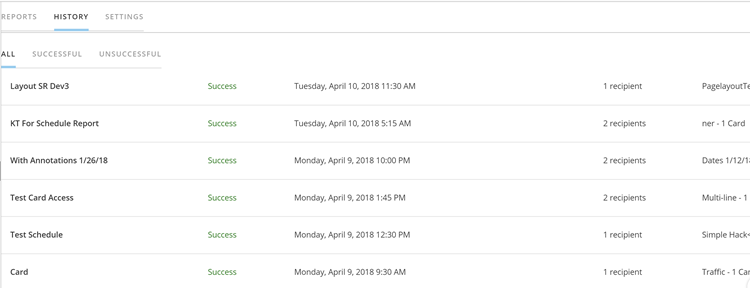 REPORTS HISTORY SETTINGS
ALL SUCCESSFUL UNSUCCESSFUL
Layout SR Dev3 Success Tuesday, April 10, 2018 11:30 AM 1 recipient PagelayoutTe
KT For Schedule Report Success Tuesday, April 10, 2018 5:15 AM 2 recipients ner - 1 Card
With Annotations 1/26/18 Success Monday, April 9, 2018 10:00 PM 2 recipients Dates 1/12/1
Test Card Access Success Monday, April 9, 2018 1:45 PM 2 recipients Multi-line - 1
Test Schedule Success Monday, April 9, 2018 12:30 PM 1 recipient Simple Hack
Card Success Monday, April 9, 2018 9:30 AM 1 recipient Traffic - 1 Car